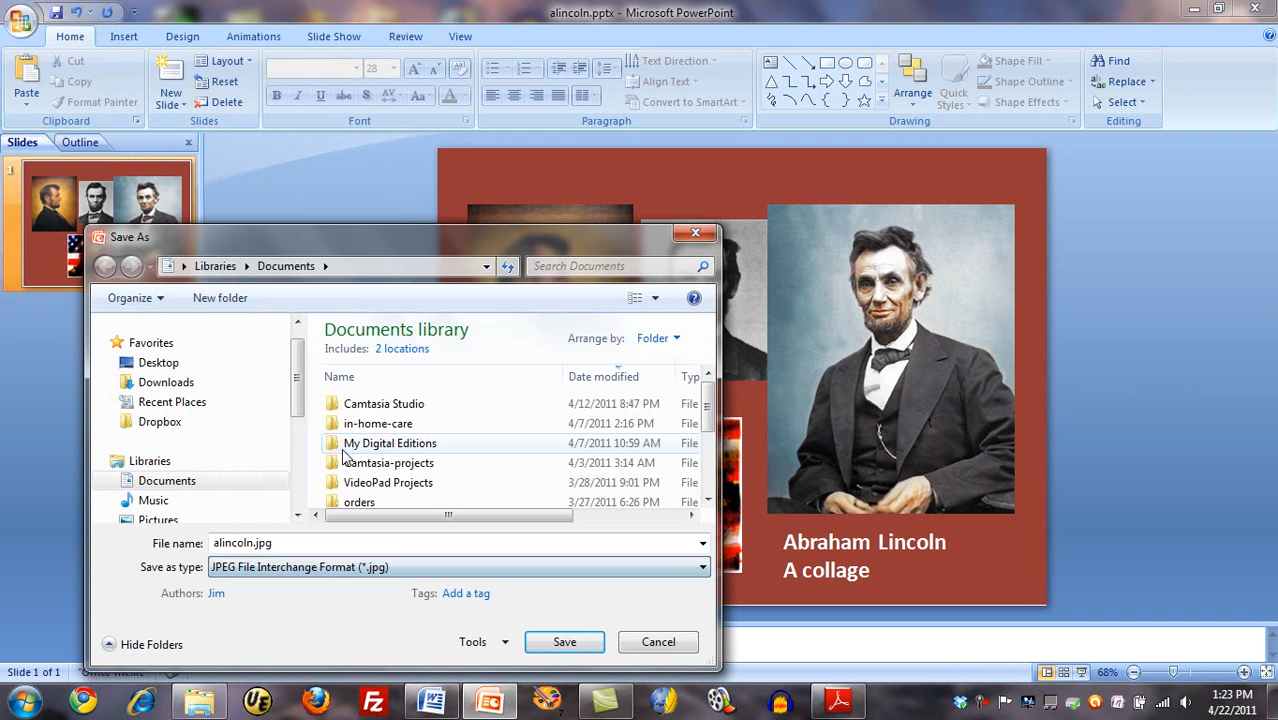 alincoln.pptx - Microsoft PowerPoint
Home Insert Design Animations Slide Show Review View
Paste
Cut
Copy
Format Painter
Clipboard
New Slide
Layout
Reset
Delete
Slides
28
B I U abc S AV Aa A
Font
Text Direction
Align Text
Convert to SmartArt
Paragraph
Arrange
Quick Styles
Shape Fill
Shape Outline
Shape Effects
Drawing
Find
Replace
Select
Editing
Slides Outline
1
Save As
Libraries Documents
Search Documents
Organize New folder
Favorites
Desktop
Downloads
Recent Places
Dropbox
Libraries
Documents
Music
Pictures
Documents library
Includes: 2 locations
Arrange by: Folder
Name Date modified Typ
Camtasia Studio 4/12/2011 8:47 PM File
in-home-care 4/7/2011 2:16 PM File
My Digital Editions 4/7/2011 10:59 AM File
camtasia-projects 4/3/2011 3:14 AM File
VideoPad Projects 3/28/2011 9:01 PM File
orders 3/27/2011 6:26 PM File
File name: alincoln.jpg
Save as type: JPEG File Interchange Format (*.jpg)
Authors: Jim
Tags: Add a tag
Hide Folders
Tools Save Cancel
Abraham Lincoln
A collage
Slide 1 of 1
"Office Theme"
68%
UE
Fz
1:23 PM
4/22/2011